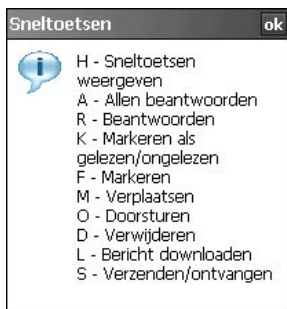 Sneltoetsen ok
H - Sneltoetsen
weergeven
A - Allen beantwoorden
R - Beantwoorden
K - Markeren als
gelezen/ongelezen
F - Markeren
M - Verplaatsen
O - Doorsturen
D - Verwijderen
L - Bericht downloaden
S - Verzenden/ontvangen